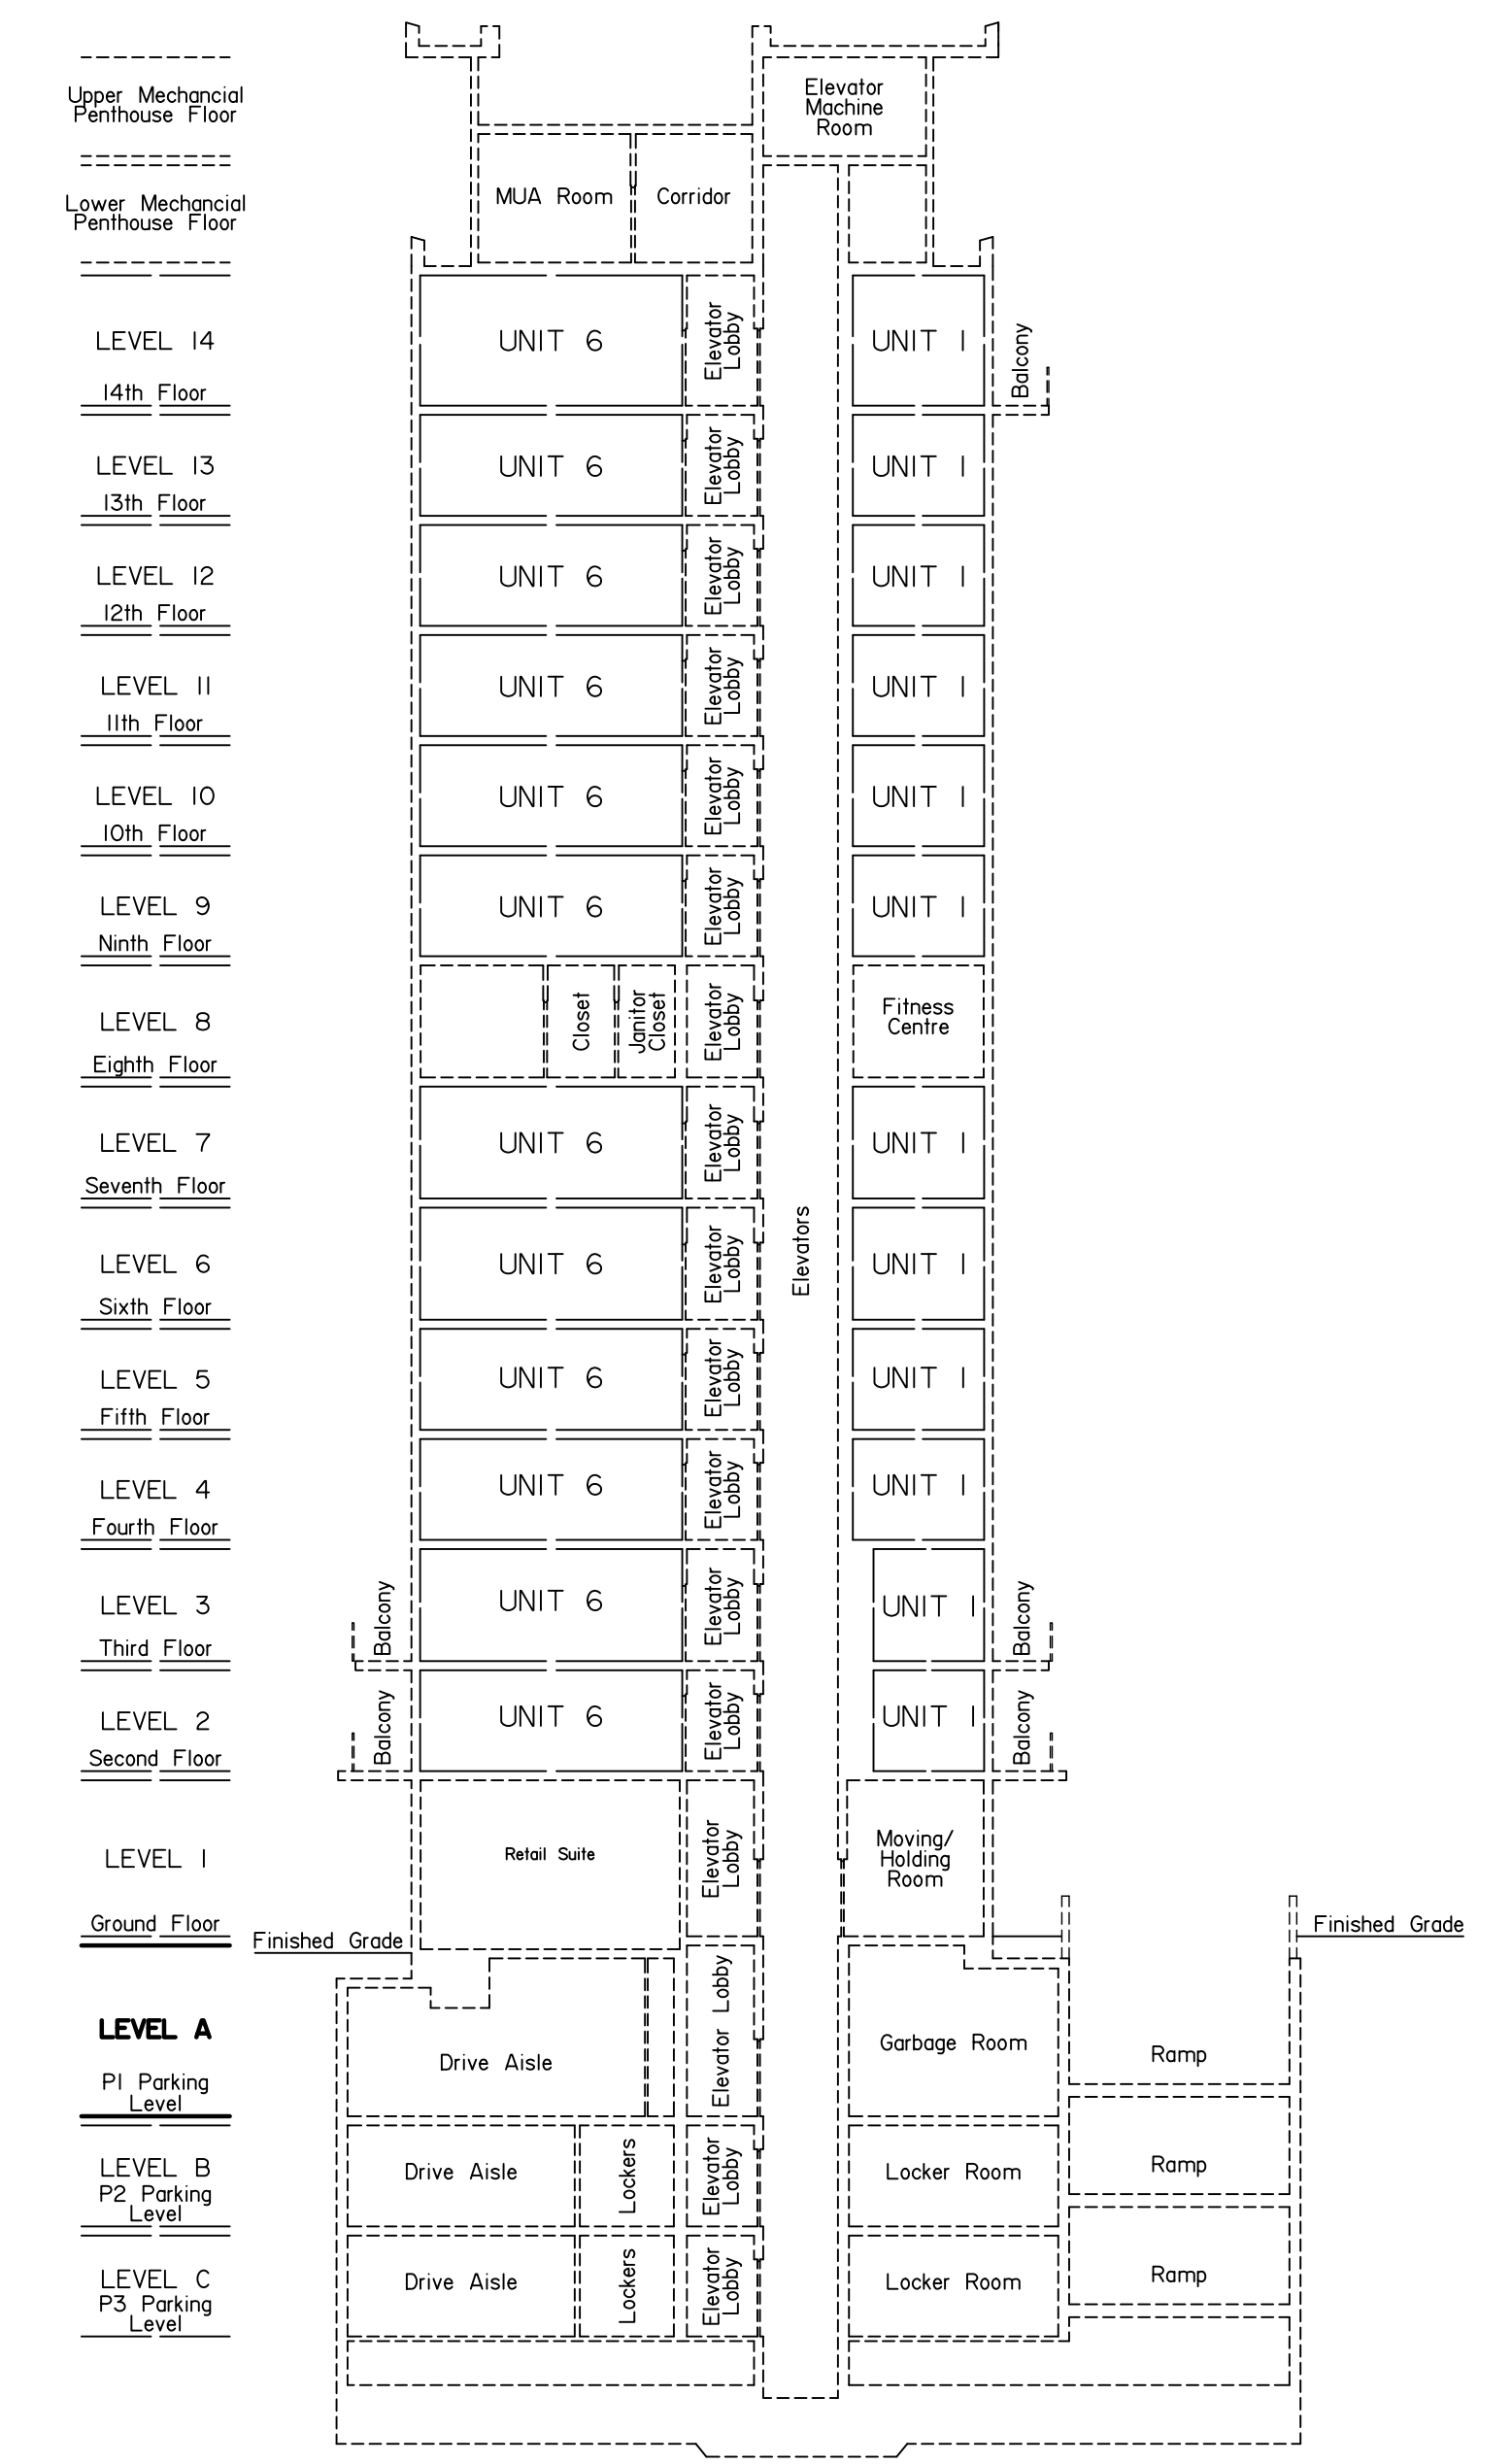 Elevator
Machine
Room
Upper Mechancial
Penthouse Floor
MUA Room
Corridor
Lower Mechancial
Penthouse Floor
LEVEL 14
14th Floor
UNIT 6
Elevator
Lobby
UNIT 1
Balcony
LEVEL 13
13th Floor
UNIT 6
Elevator
Lobby
UNIT 1
LEVEL 12
12th Floor
UNIT 6
Elevator
Lobby
UNIT 1
LEVEL 11
11th Floor
UNIT 6
Elevator
Lobby
UNIT 1
LEVEL 10
10th Floor
UNIT 6
Elevator
Lobby
UNIT 1
LEVEL 9
Ninth Floor
UNIT 6
Elevator
Lobby
UNIT 1
LEVEL 8
Eighth Floor
Closet
Janitor
Closet
Elevator
Lobby
Fitness
Centre
LEVEL 7
Seventh Floor
UNIT 6
Elevator
Lobby
UNIT 1
Elevators
LEVEL 6
Sixth Floor
UNIT 6
Elevator
Lobby
UNIT 1
LEVEL 5
Fifth Floor
UNIT 6
Elevator
Lobby
UNIT 1
LEVEL 4
Fourth Floor
UNIT 6
Elevator
Lobby
UNIT 1
LEVEL 3
Third Floor
Balcony
UNIT 6
Elevator
Lobby
UNIT 1
Balcony
LEVEL 2
Second Floor
Balcony
UNIT 6
Elevator
Lobby
UNIT 1
Balcony
LEVEL 1
Ground Floor
Retail Suite
Elevator
Lobby
Moving/
Holding
Room
Finished Grade
Finished Grade
LEVEL A
P1 Parking
Level
Drive Aisle
Elevator Lobby
Elevator Lobby
Garbage Room
Ramp
LEVEL B
P2 Parking
Level
Drive Aisle
Lockers
Elevator
Lobby
Locker Room
Ramp
LEVEL C
P3 Parking
Level
Drive Aisle
Lockers
Elevator
Lobby
Locker Room
Ramp